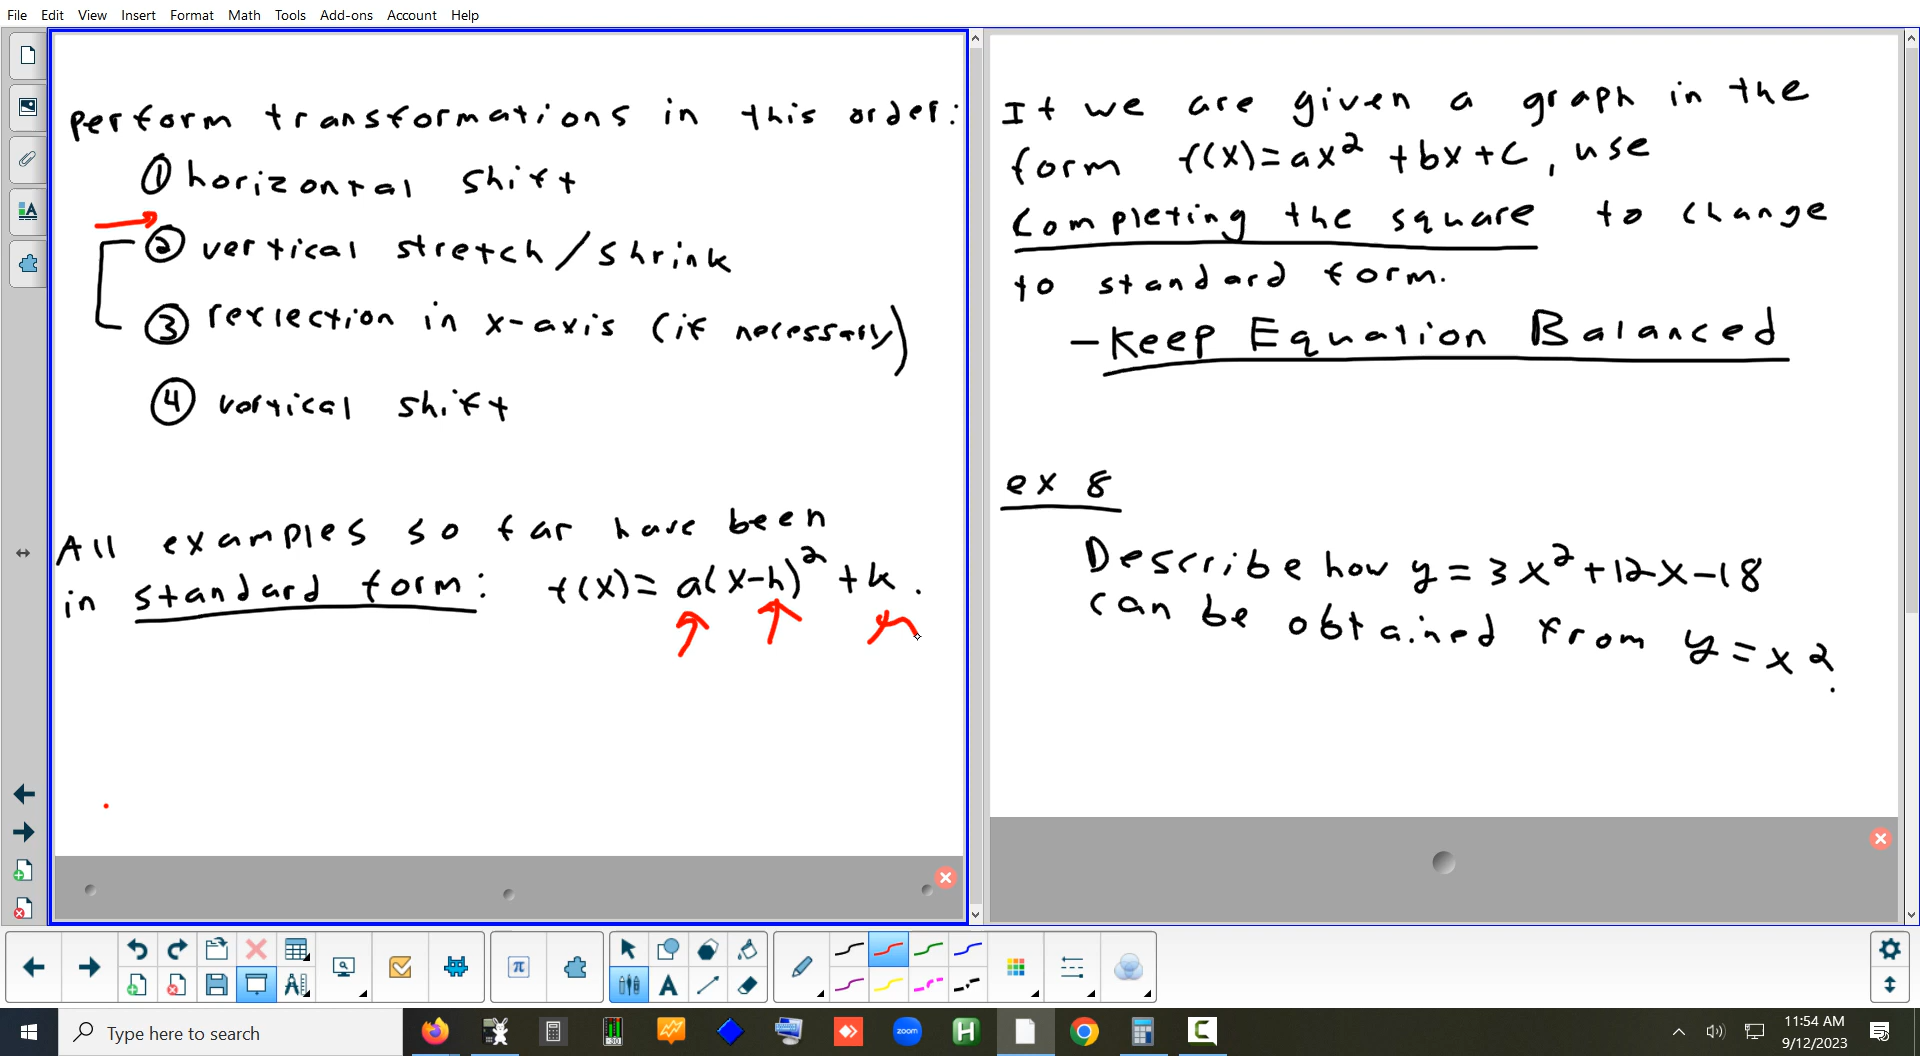 File Edit View Insert Format Math Tools Add-ons Account Help
perform transformations in this order:
① horizontal shift
② vertical stretch/shrink
③ reflection in x-axis (if necessary)
④ vertical shift
All examples so far have been
in standard form: f(x) = a(x-h)² + k.
If we are given a graph in the
form f(x) = ax² + bx + c, use
completing the square to change
to standard form.
- Keep Equation Balanced
ex 8
Describe how y = 3x² + 12x - 18
can be obtained from y = x².
π
A
Type here to search
zoom
H
C
11:54 AM
9/12/2023